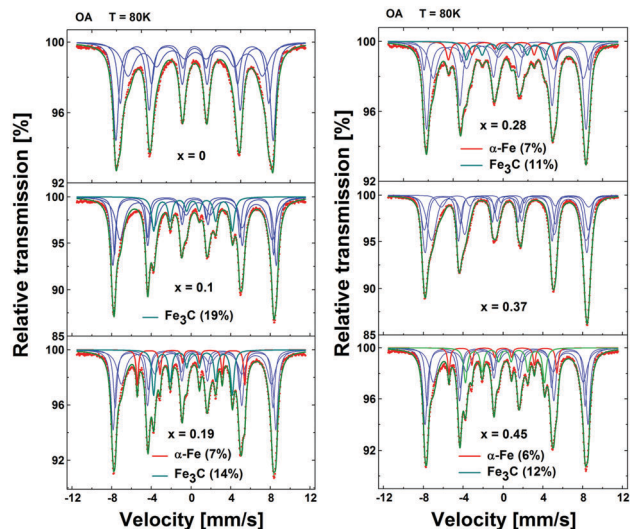 OA T = 80K
100
96
92
x = 0
100
95
90
85
x = 0.1
Fe3C (19%)
100
96
92
x = 0.19
α-Fe (7%)
Fe3C (14%)
-12 -8 -4 0 4 8 12
Velocity [mm/s]
Relative transmission [%]
OA T = 80K
100
96
92
x = 0.28
α-Fe (7%)
Fe3C (11%)
100
95
90
85
x = 0.37
100
96
92
x = 0.45
α-Fe (6%)
Fe3C (12%)
-12 -8 -4 0 4 8 12
Velocity [mm/s]
Relative transmission [%]